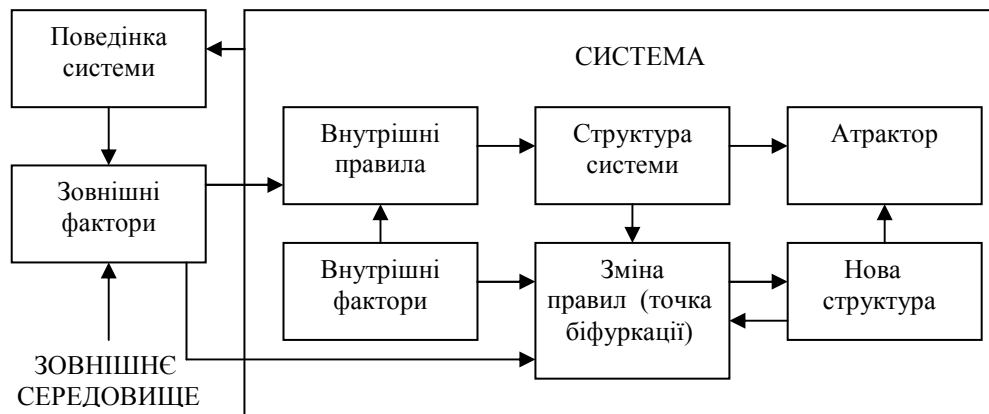 Поведінка
системи
СИСТЕМА
Внутрішні
правила
Структура
системи
Атрактор
Зовнішні
фактори
Внутрішні
фактори
Зміна
правил (точка
біфуркації)
Нова
структура
ЗОВНІШНЄ
СЕРЕДОВИЩЕ